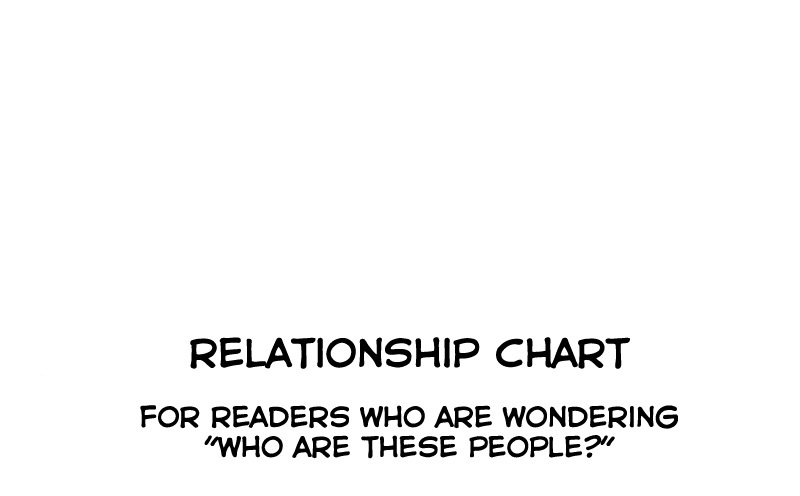 RELATIONSHIP CHART
FOR READERS WHO ARE WONDERING
"WHO ARE THESE PEOPLE?"